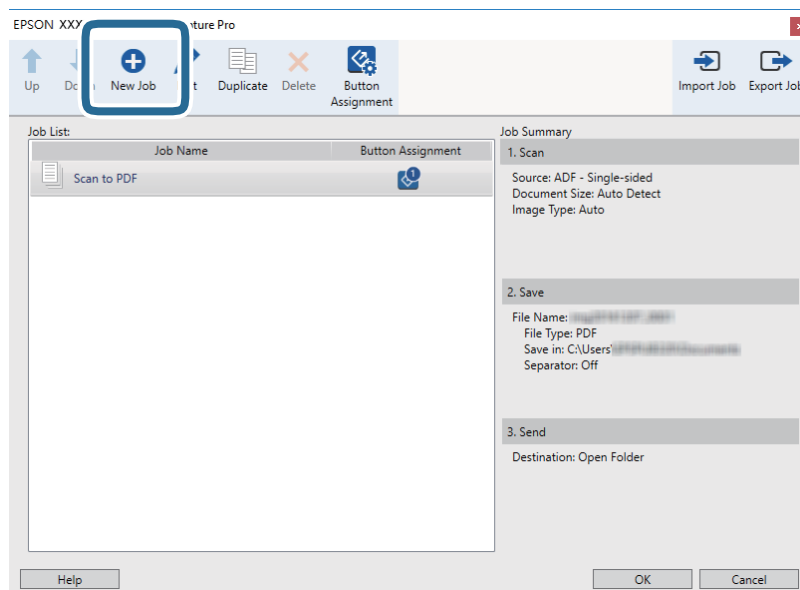 EPSON XXX ture Pro
Up
New Job
Duplicate
Delete
Button
Assignment
Import Job
Export Job
Job List:
Job Name
Button Assignment
Scan to PDF
1
Job Summary
1. Scan
Source: ADF - Single-sided
Document Size: Auto Detect
Image Type: Auto
2. Save
File Name:
File Type: PDF
Save in: C:\Users\
Separator: Off
3. Send
Destination: Open Folder
Help
OK
Cancel